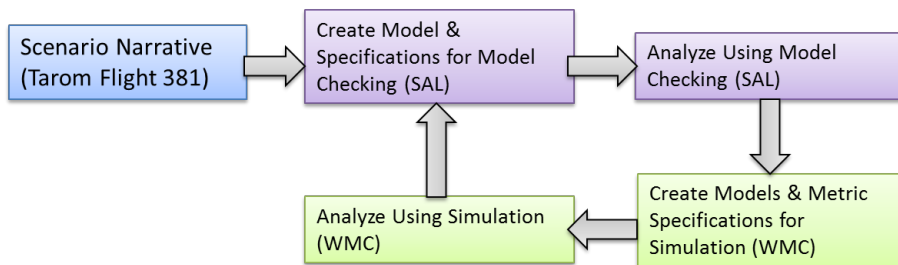 Scenario Narrative
(Tarom Flight 381)
Create Model &
Specifications for Model
Checking (SAL)
Analyze Using Model
Checking (SAL)
Create Models & Metric
Specifications for
Simulation (WMC)
Analyze Using Simulation
(WMC)